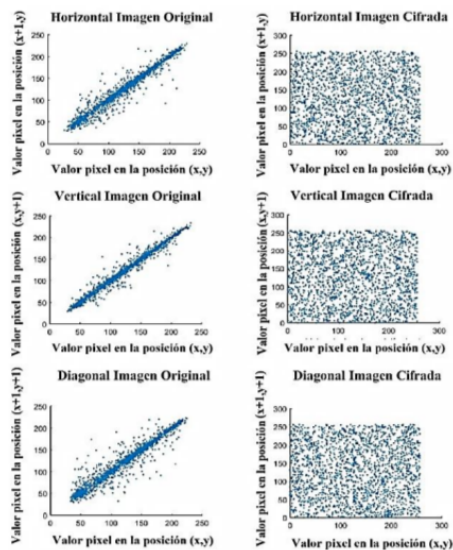 Horizontal Imagen Original
Valor pixel en la posición (x+1,y)
250
200
150
100
50
0
50 100 150 200 250
Valor pixel en la posición (x,y)
Horizontal Imagen Cifrada
Valor pixel en la posición (x+1,y)
300
250
200
150
100
50
0
0 100 200 300
Valor pixel en la posición (x,y)
Vertical Imagen Original
Valor pixel en la posición (x,y+1)
250
200
150
100
50
0
0 50 100 150 200 250
Valor pixel en la posición (x,y)
Vertical Imagen Cifrada
Valor pixel en la posición (x,y+1)
300
250
200
150
100
50
0
0 100 200 300
Valor pixel en la posición (x,y)
Diagonal Imagen Original
Valor pixel en la posición (x+1,y+1)
250
200
150
100
50
0
0 50 100 150 200 250
Valor pixel en la posición (x,y)
Diagonal Imagen Cifrada
Valor pixel en la posición (x+1,y+1)
300
250
200
150
100
50
0
0 100 200 300
Valor pixel en la posición (x,y)